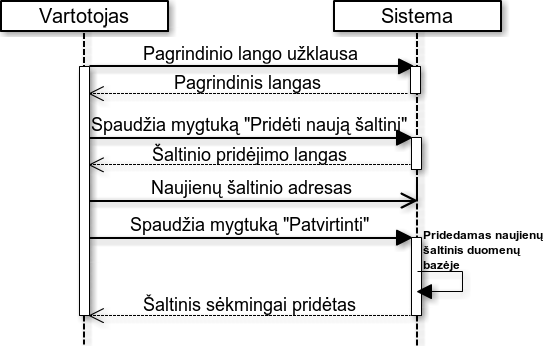 Vartotojas
Sistema
Pagrindinio lango užklausa
Pagrindinis langas
Spaudžia mygtuką "Pridėti naują šaltinį"
Šaltinio pridėjimo langas
Naujienų šaltinio adresas
Spaudžia mygtuką "Patvirtinti"
Pridedamas naujienų
šaltinis duomenų
bazėje
Šaltinis sėkmingai pridėtas